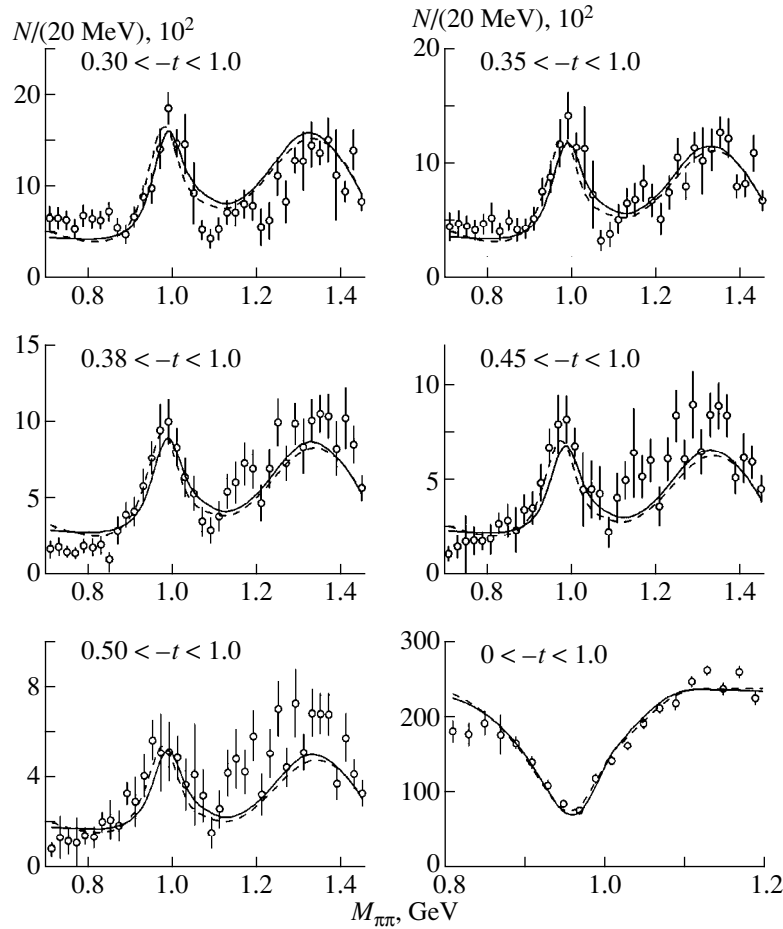 N/(20 MeV), 10²
N/(20 MeV), 10²
20
0.30 < –t < 1.0
10
0
0.8 1.0 1.2 1.4
20
0.35 < –t < 1.0
10
0
0.8 1.0 1.2 1.4
15
0.38 < –t < 1.0
10
5
0
0.8 1.0 1.2 1.4
0.45 < –t < 1.0
10
5
0
0.8 1.0 1.2 1.4
0.50 < –t < 1.0
8
4
0
0.8 1.0 1.2 1.4
300
0 < –t < 1.0
200
100
0
0.8 1.0 1.2
Mππ, GeV